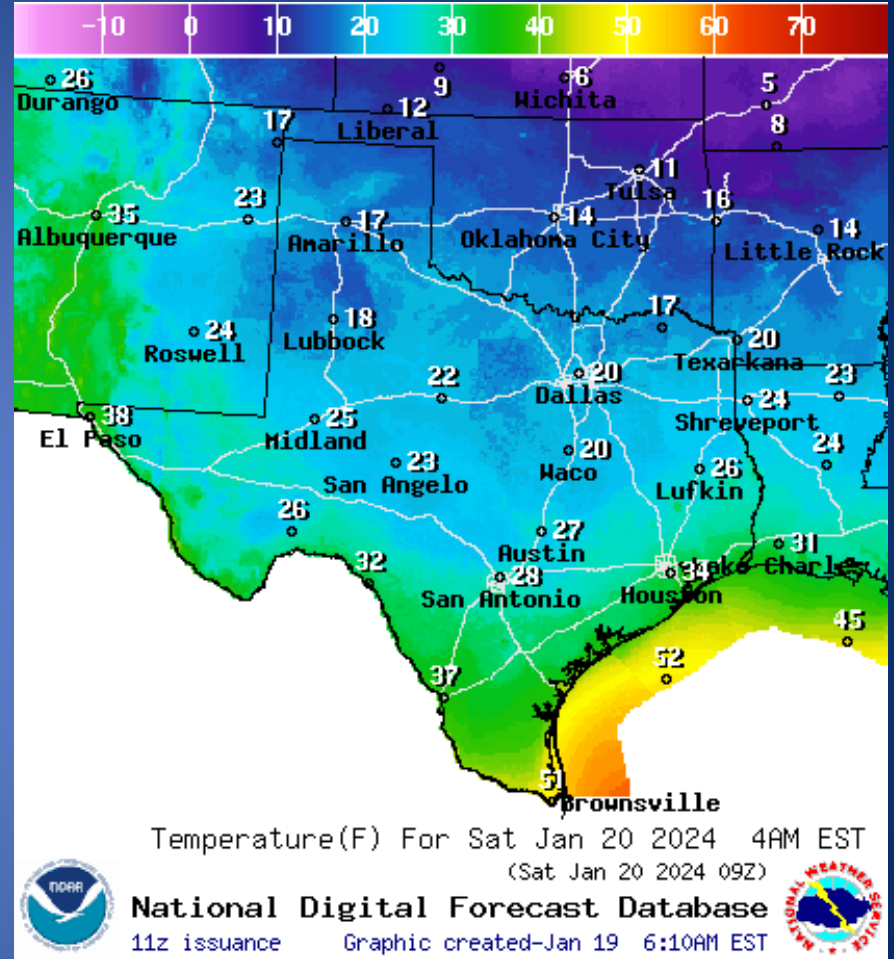 -10 0 10 20 30 40 50 60 70
26
Durango
9
12
Liberal
6
Wichita
5
8
17
11
Tulsa
35
Albuquerque
23
17
Amarillo
14
Oklahoma City
16
14
Little Rock
24
Roswell
18
Lubbock
17
20
Texarkana
38
El Paso
25
Midland
22
20
Dallas
24
Shreveport
23
23
San Angelo
20
Waco
26
Lufkin
24
26
27
Austin
31
Lake Charles
32
28
San Antonio
34
Houston
45
52
37
51
Brownsville
Temperature(F) For Sat Jan 20 2024 4AM EST
(Sat Jan 20 2024 09Z)
NOAA
National Digital Forecast Database
11z issuance Graphic created-Jan 19 6:10AM EST
NATIONAL WEATHER SERVICE